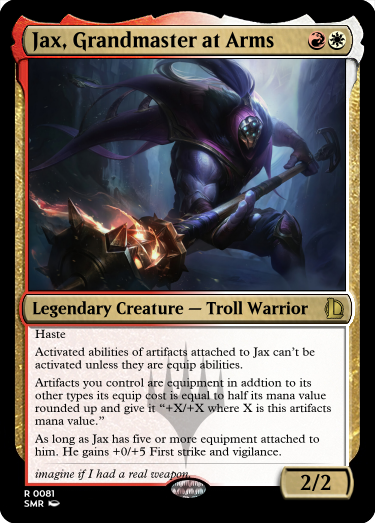 Jax, Grandmaster at Arms
Legendary Creature — Troll Warrior
Haste
Activated abilities of artifacts attached to Jax can't be
activated unless they are equip abilities.
Artifacts you control are equipment in addtion to its
other types its equip cost is equal to half its mana value
rounded up and give it “+X/+X where X is this artifacts
mana value.”
As long as Jax has five or more equipment attached to
him. He gains +0/+5 First strike and vigilance.
imagine if I had a real weapon
2/2
R 0081
SMR